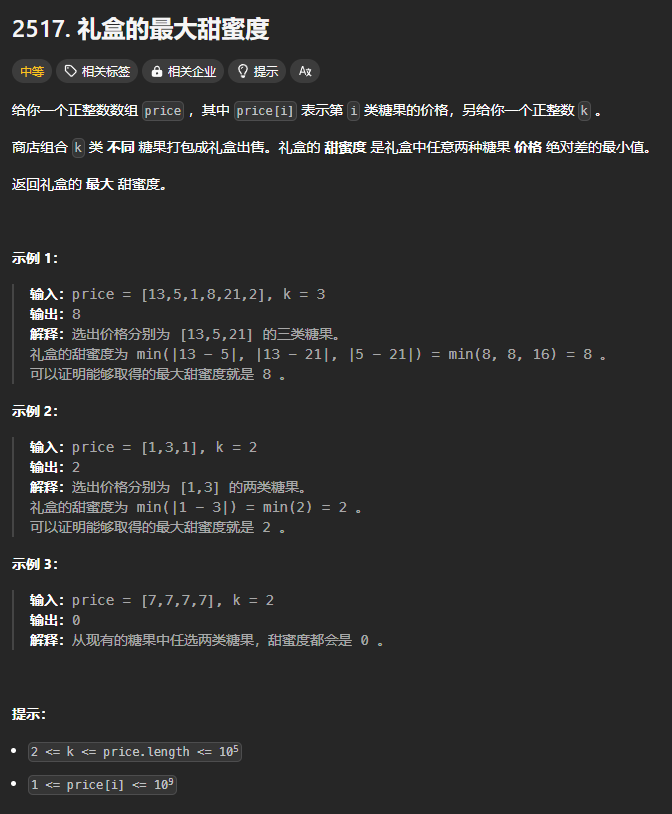 2517. 礼盒的最大甜蜜度
中等 相关标签 相关企业 提示
给你一个正整数数组 price ，其中 price[i] 表示第 i 类糖果的价格，另给你一个正整数 k 。
商店组合 k 类 不同 糖果打包成礼盒出售。礼盒的 甜蜜度 是礼盒中任意两种糖果 价格 绝对差的最小值。
返回礼盒的 最大 甜蜜度。
示例 1：
输入：price = [13,5,1,8,21,2], k = 3
输出：8
解释：选出价格分别为 [13,5,21] 的三类糖果。
礼盒的甜蜜度为 min(|13 - 5|, |13 - 21|, |5 - 21|) = min(8, 8, 16) = 8 。
可以证明能够取得的最大甜蜜度就是 8 。
示例 2：
输入：price = [1,3,1], k = 2
输出：2
解释：选出价格分别为 [1,3] 的两类糖果。
礼盒的甜蜜度为 min(|1 - 3|) = min(2) = 2 。
可以证明能够取得的最大甜蜜度就是 2 。
示例 3：
输入：price = [7,7,7,7], k = 2
输出：0
解释：从现有的糖果中任选两类糖果，甜蜜度都会是 0 。
提示：
2 <= k <= price.length <= 10⁵
1 <= price[i] <= 10⁹